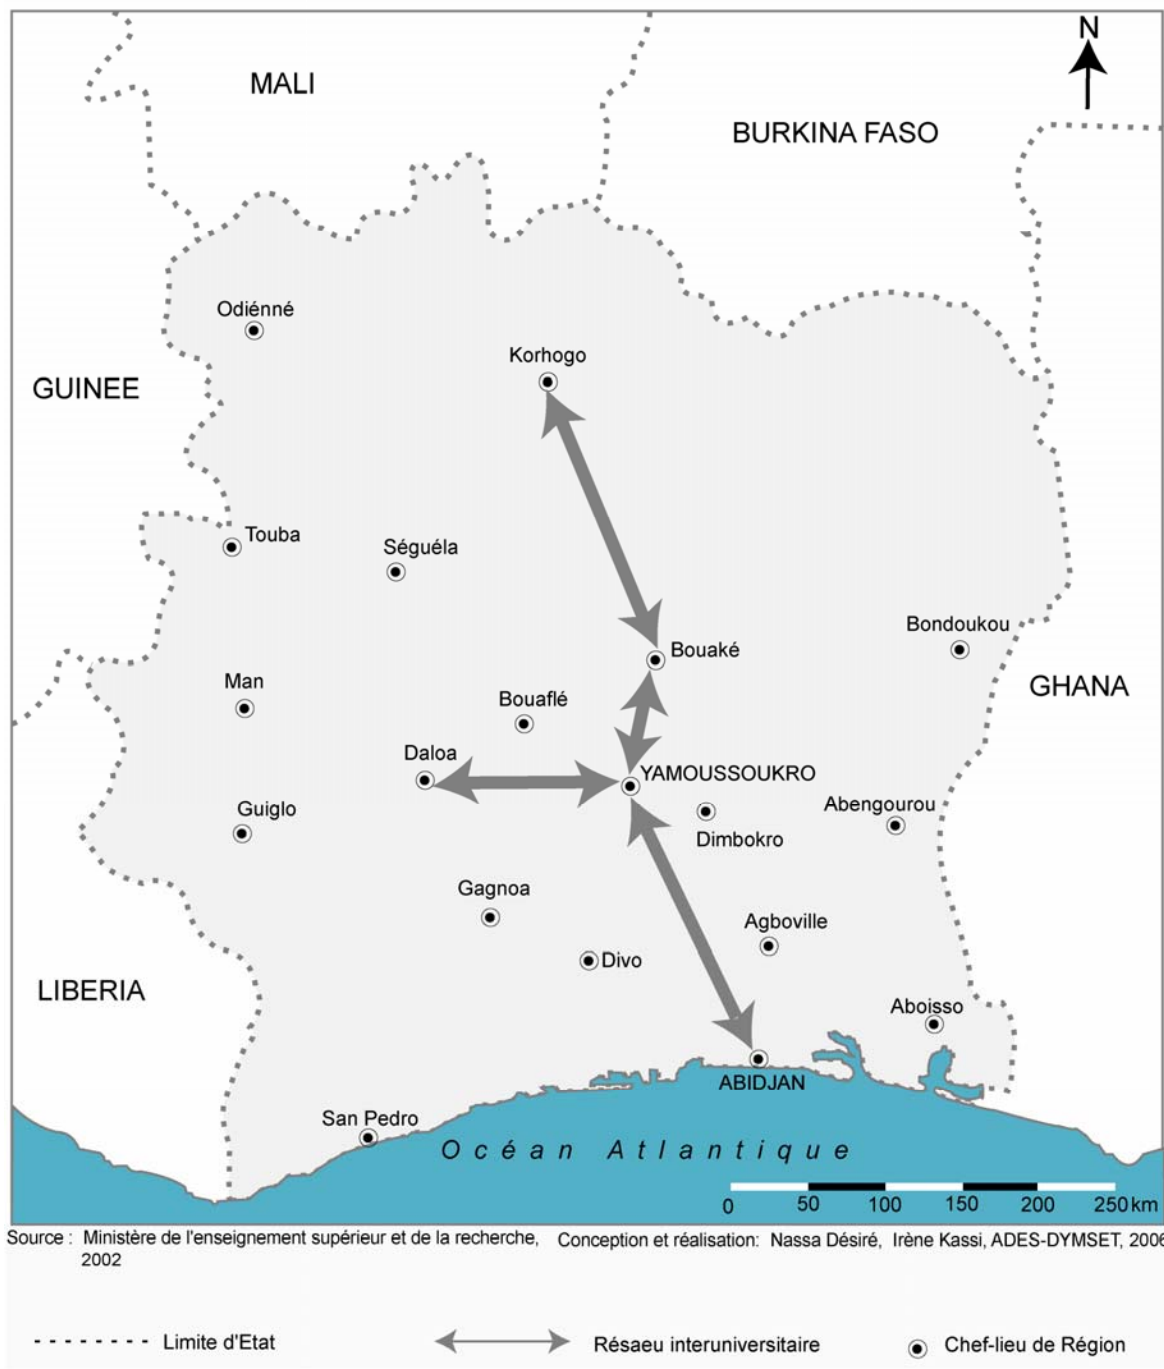 N
MALI
BURKINA FASO
Odiénné
Korhogo
GUINEE
Touba
Séguéla
Bondoukou
Bouaké
Man
GHANA
Bouaflé
Daloa
YAMOUSSOUKRO
Guiglo
Abengourou
Dimbokro
Gagnoa
Agboville
Divo
LIBERIA
Aboisso
ABIDJAN
San Pedro
Océan Atlantique
0 50 100 150 200 250 km
Source : Ministère de l'enseignement supérieur et de la recherche, 2002
Conception et réalisation: Nassa Désiré, Irène Kassi, ADES-DYMSET, 2006
Limite d'Etat
Résaeu interuniversitaire
Chef-lieu de Région